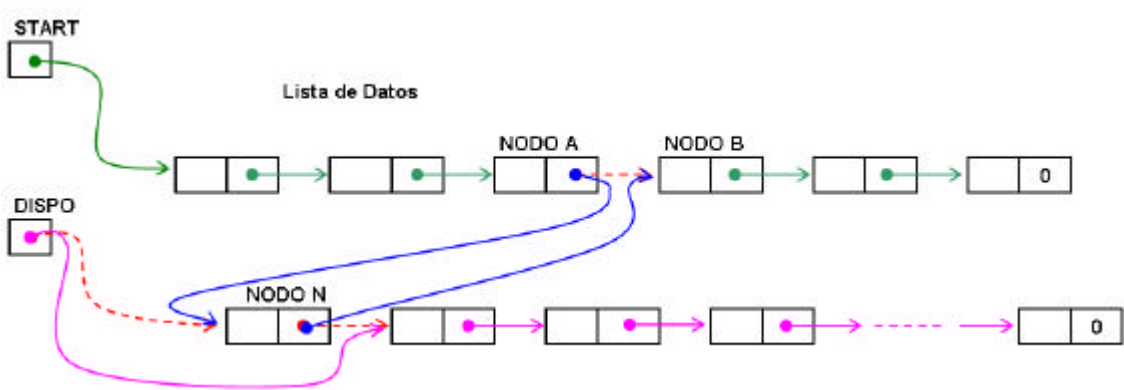 START
Lista de Datos
NODO A
NODO B
0
DISPO
NODO N
0